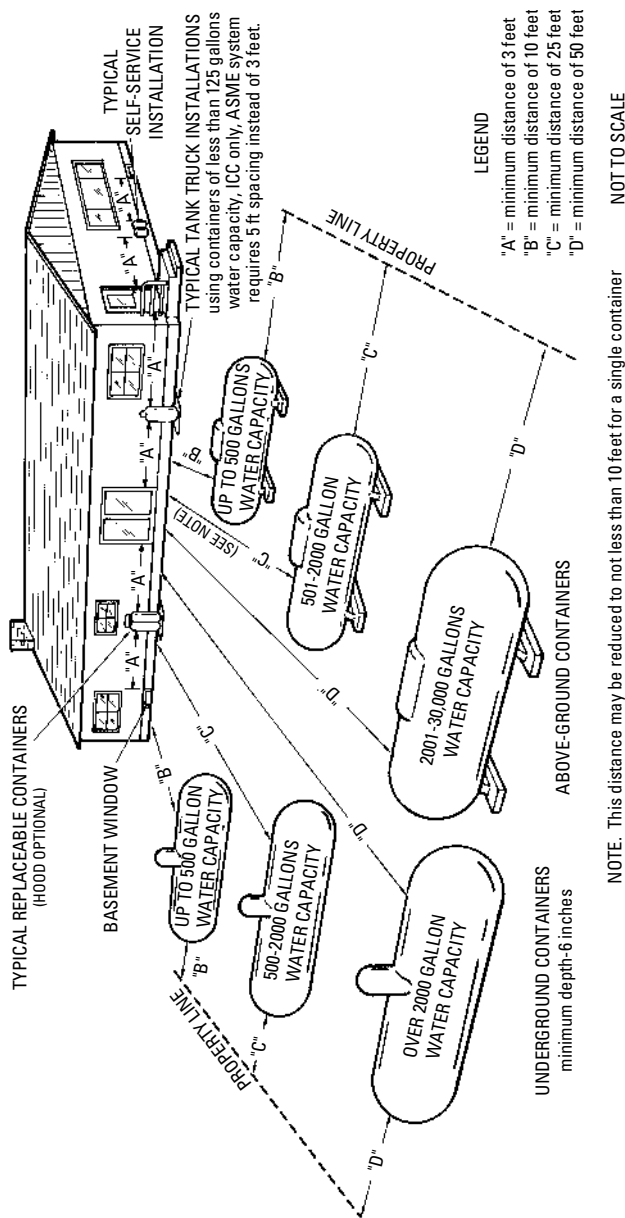 TYPICAL REPLACEABLE CONTAINERS
(HOOD OPTIONAL)
BASEMENT WINDOW
TYPICAL
SELF-SERVICE
INSTALLATION
TYPICAL TANK TRUCK INSTALLATIONS
using containers of less than 125 gallons
water capacity, ICC only, ASME system
requires 5 ft spacing instead of 3 feet.
"A"
"A"
"A"
"A"
"A"
"A"
"B"
"C"
"D"
"D"
"C"
(SEE NOTE)
"B"
UP TO 500 GALLON
WATER CAPACITY
"B"
500-2000 GALLONS
WATER CAPACITY
"C"
OVER 2000 GALLON
WATER CAPACITY
"D"
PROPERTY LINE
UP TO 500 GALLONS
WATER CAPACITY
"B"
501-2000 GALLON
WATER CAPACITY
"C"
2001-30,000 GALLONS
WATER CAPACITY
"D"
PROPERTY LINE
UNDERGROUND CONTAINERS
minimum depth-6 inches
ABOVE-GROUND CONTAINERS
LEGEND
"A" = minimum distance of 3 feet
"B" = minimum distance of 10 feet
"C" = minimum distance of 25 feet
"D" = minimum distance of 50 feet
NOTE. This distance may be reduced to not less than 10 feet for a single container
NOT TO SCALE